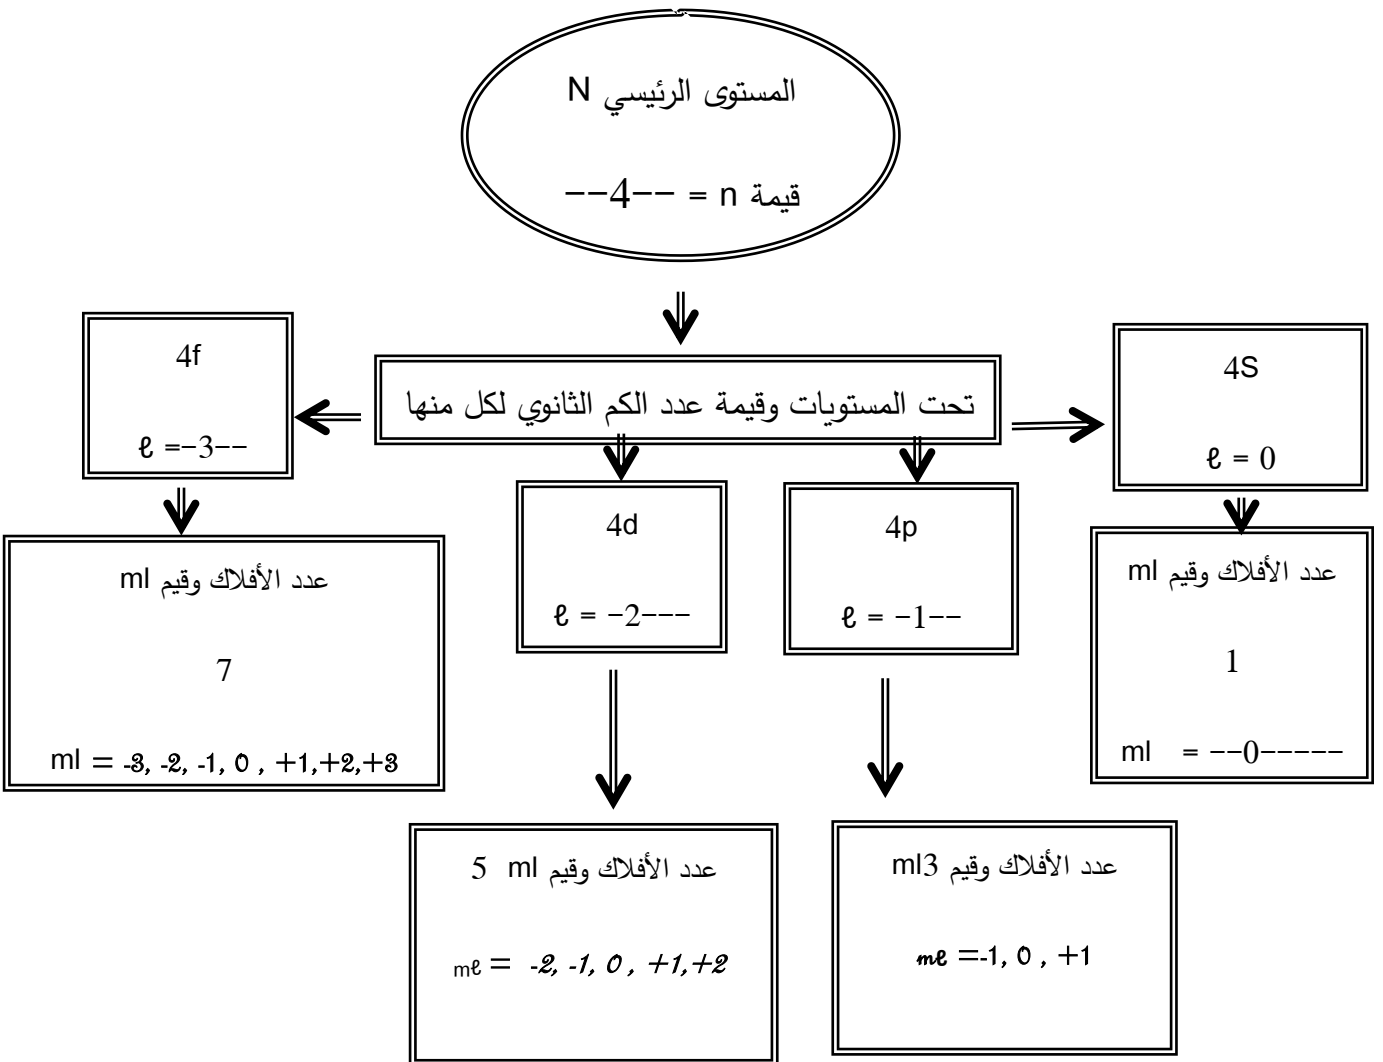 المستوى الرئيسي N
قيمة n = --4--
تحت المستويات وقيمة عدد الكم الثانوي لكل منها
4S
ℓ = 0
4p
ℓ = -1--
4d
ℓ = -2---
4f
ℓ =-3--
عدد الأفلاك وقيم ml
1
ml = --0-----
عدد الأفلاك وقيم ml3
mℓ =-1, 0 , +1
عدد الأفلاك وقيم ml 5
mℓ = -2, -1, 0 , +1,+2
عدد الأفلاك وقيم ml
7
ml = -3, -2, -1, 0 , +1,+2,+3